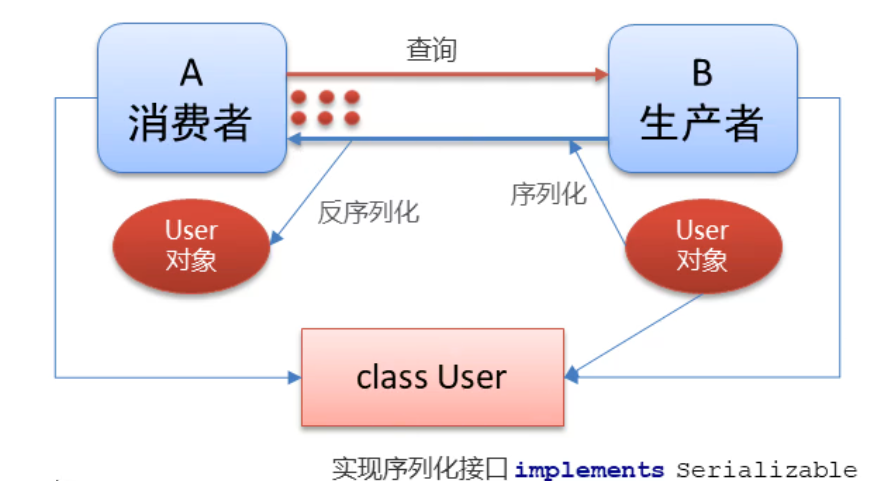 查询
A
消费者
B
生产者
反序列化
序列化
User
对象
User
对象
class User
实现序列化接口 implements Serializable